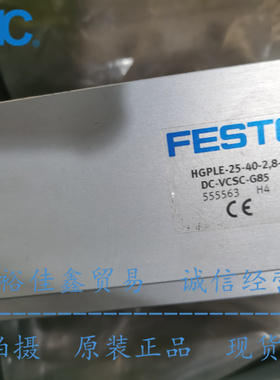 FESTO
HGPLE-25-40-2,8-
DC-VCSC-G85
555563 H4
CE
裕佳鑫贸易 诚信经营
拍摄 原装正品 现货